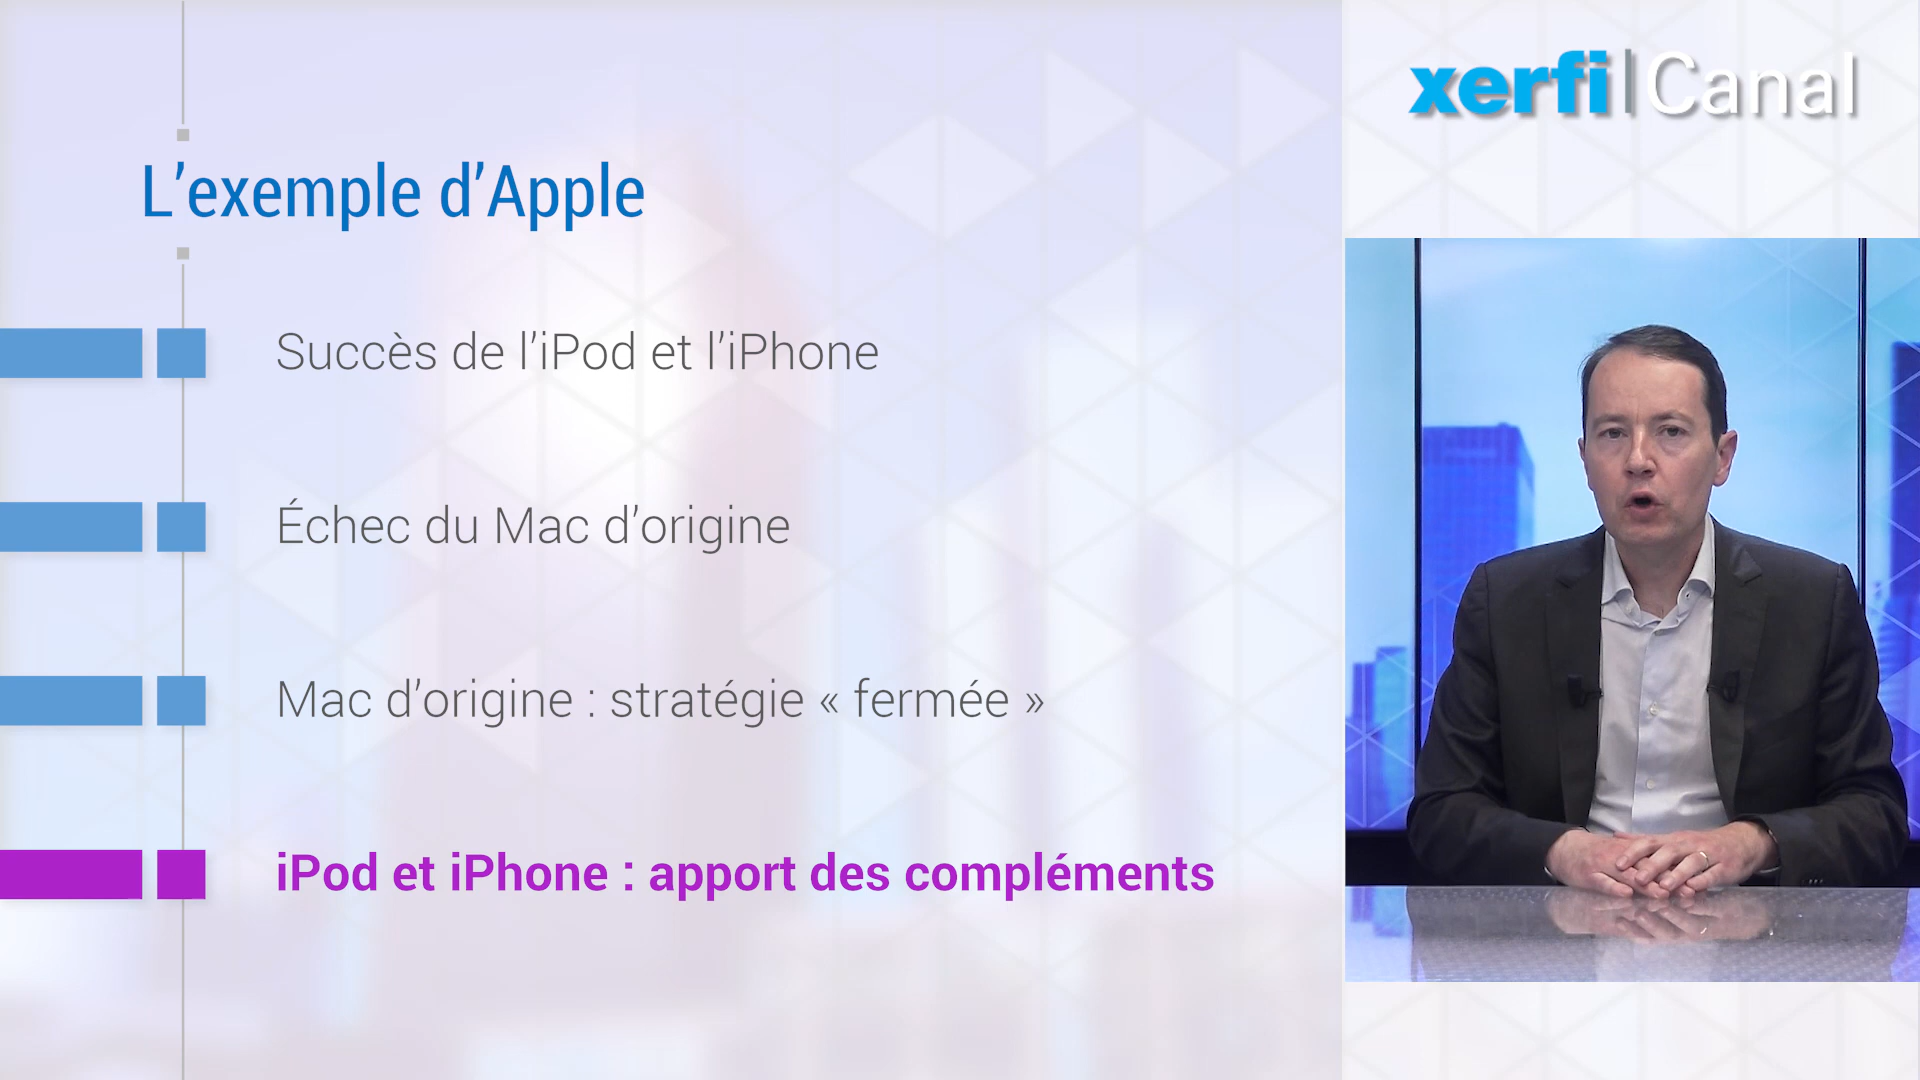 xerfi|Canal
L’exemple d’Apple
Succès de l’iPod et l’iPhone
Échec du Mac d’origine
Mac d’origine : stratégie « fermée »
iPod et iPhone : apport des compléments